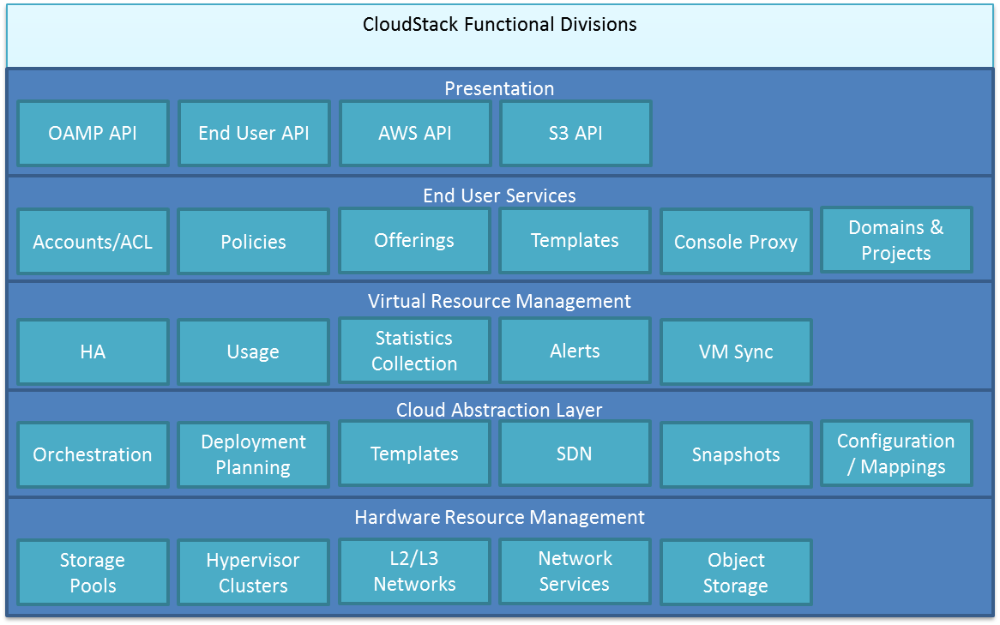 CloudStack Functional Divisions
Presentation
OAMP API
End User API
AWS API
S3 API
End User Services
Accounts/ACL
Policies
Offerings
Templates
Console Proxy
Domains &
Projects
Virtual Resource Management
HA
Usage
Statistics
Collection
Alerts
VM Sync
Cloud Abstraction Layer
Orchestration
Deployment
Planning
Templates
SDN
Snapshots
Configuration
/ Mappings
Hardware Resource Management
Storage
Pools
Hypervisor
Clusters
L2/L3
Networks
Network
Services
Object
Storage